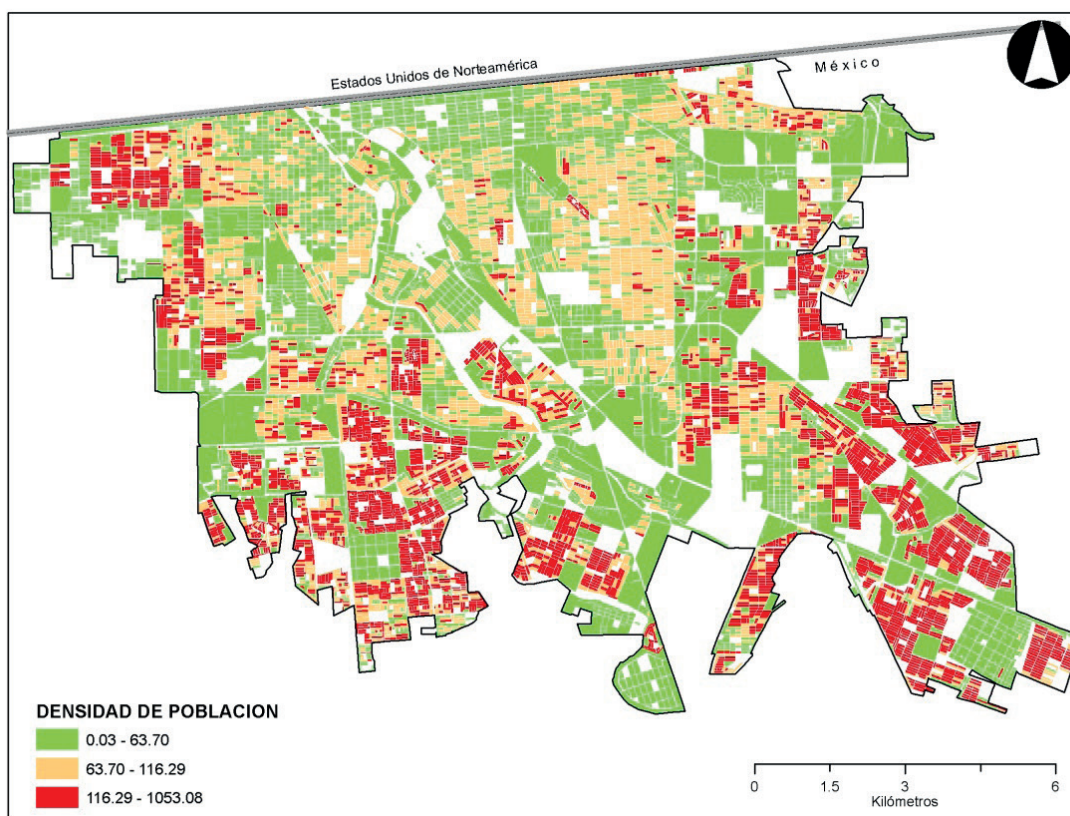 Estados Unidos de Norteamérica
México
DENSIDAD DE POBLACION
0.03 - 63.70
63.70 - 116.29
116.29 - 1053.08
0 1.5 3 6
Kilómetros